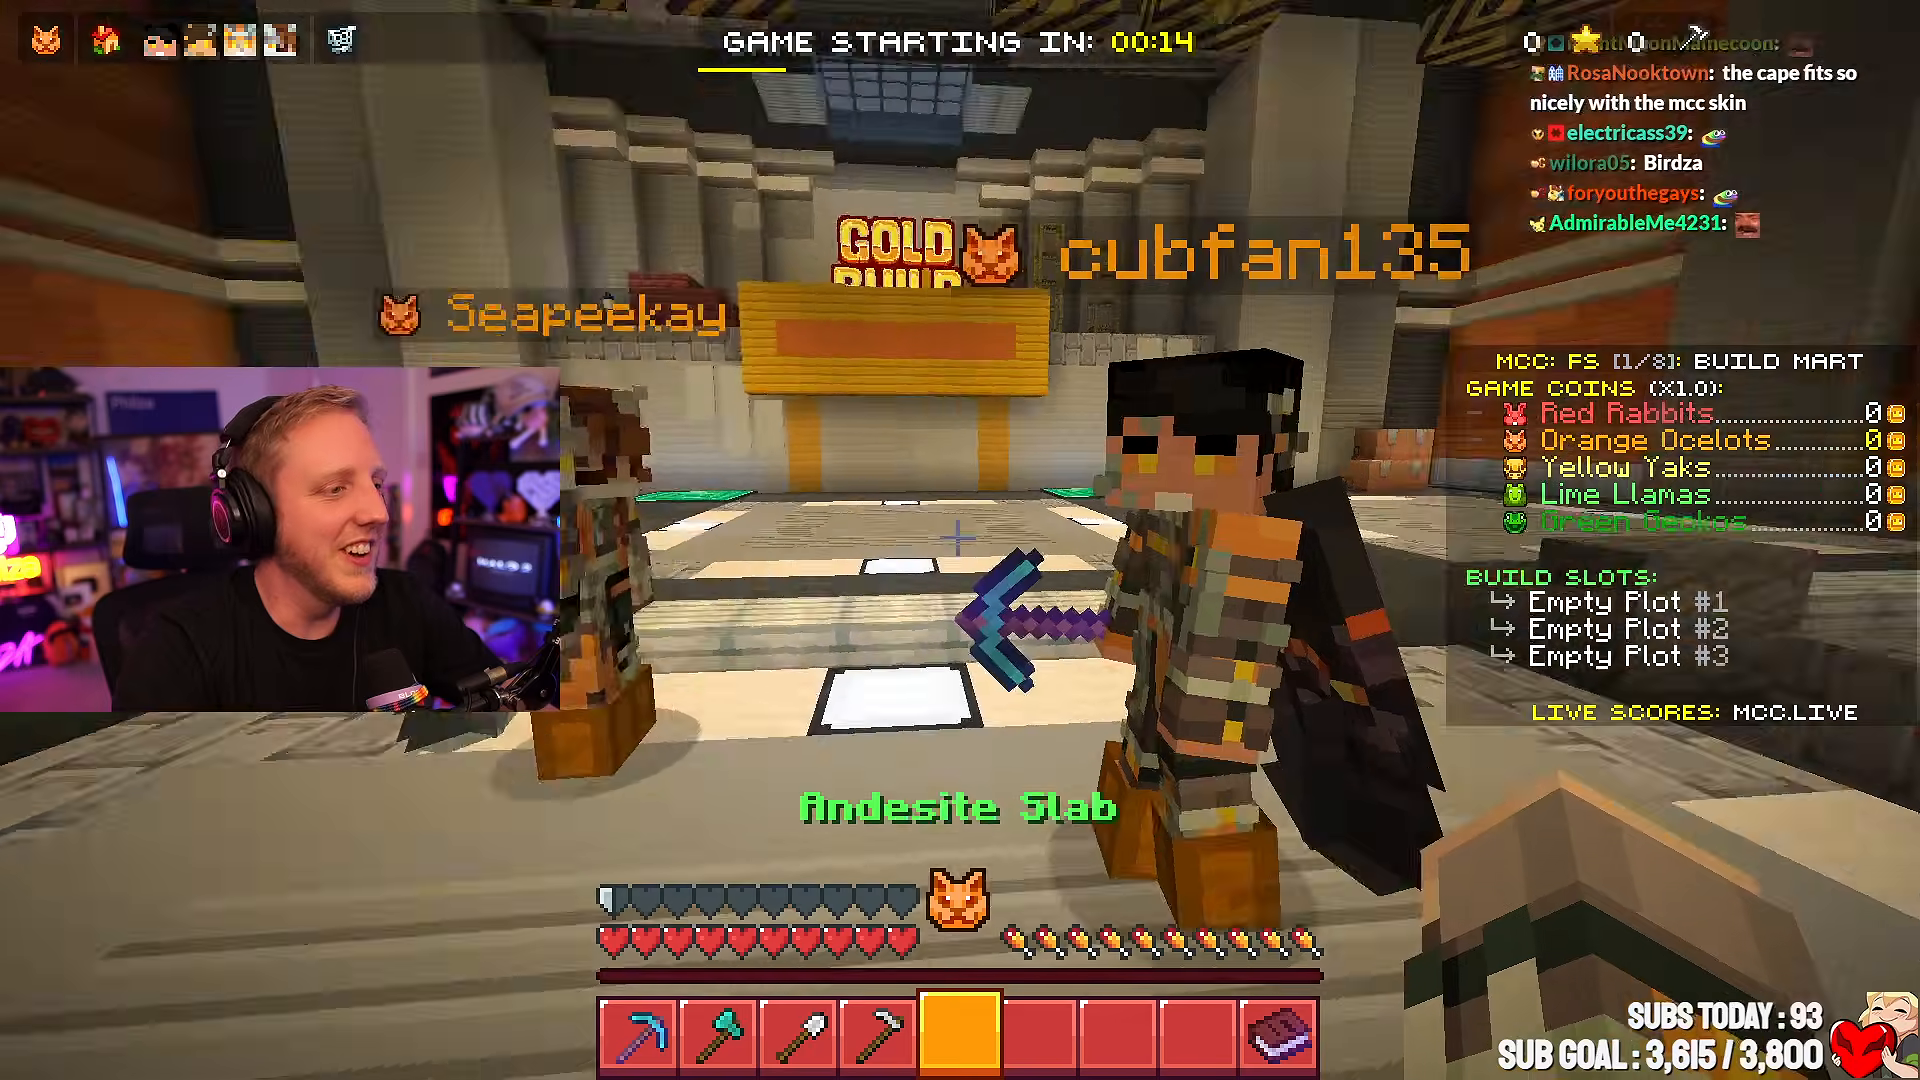 GAME STARTING IN: 00:14
0 0
RosaNooktown: the cape fits so
nicely with the mcc skin
electricass39:
wilora05: Birdza
foryouthegays:
AdmirableMe4231:
GOLD
BUILD
cubfan135
Seapeekay
MCC: FS [1/8]: BUILD MART
GAME COINS (X1.0):
Red Rabbits 0
Orange Ocelots 0
Yellow Yaks 0
Lime Llamas 0
Green Geckos 0
BUILD SLOTS:
Empty Plot #1
Empty Plot #2
Empty Plot #3
LIVE SCORES: MCC.LIVE
Andesite Slab
SUBS TODAY : 93
SUB GOAL : 3,615 / 3,800